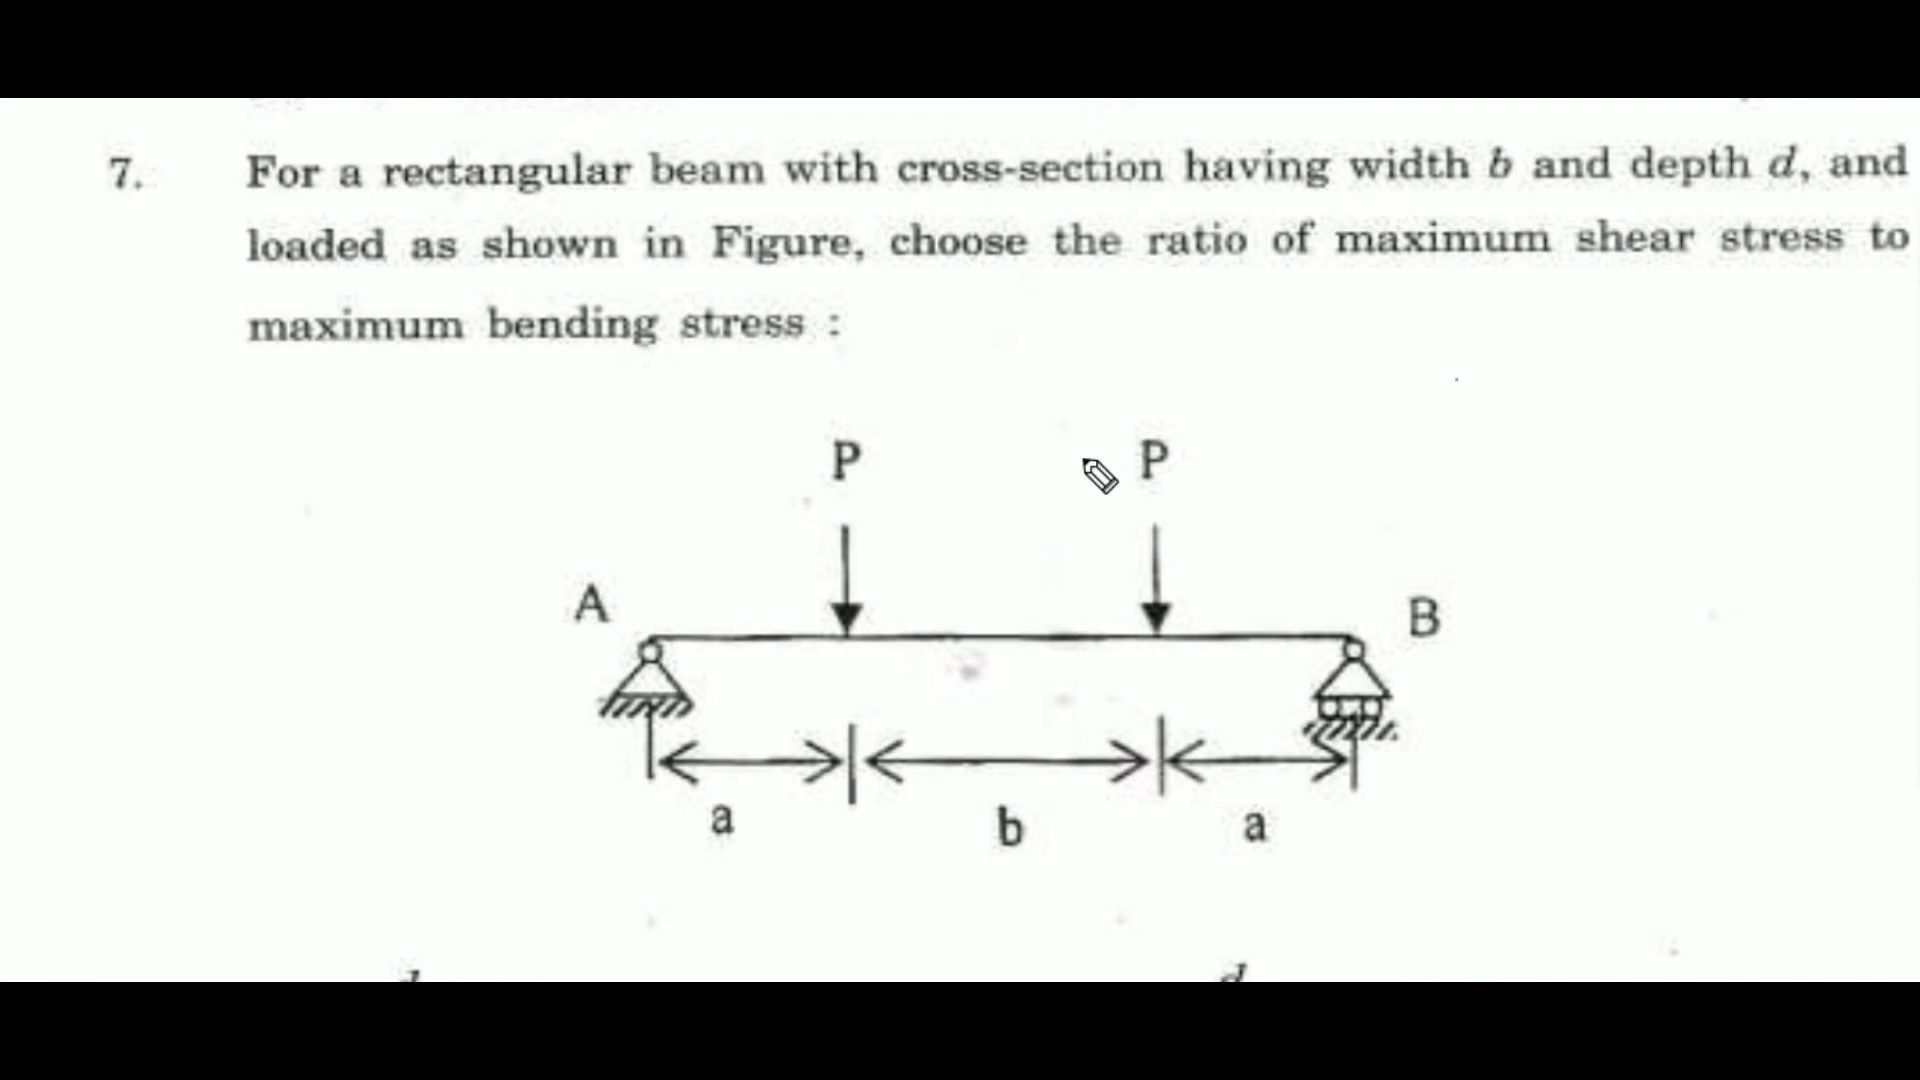 7. For a rectangular beam with cross-section having width b and depth d, and
loaded as shown in Figure, choose the ratio of maximum shear stress to
maximum bending stress :
P P
A B
a b a
d